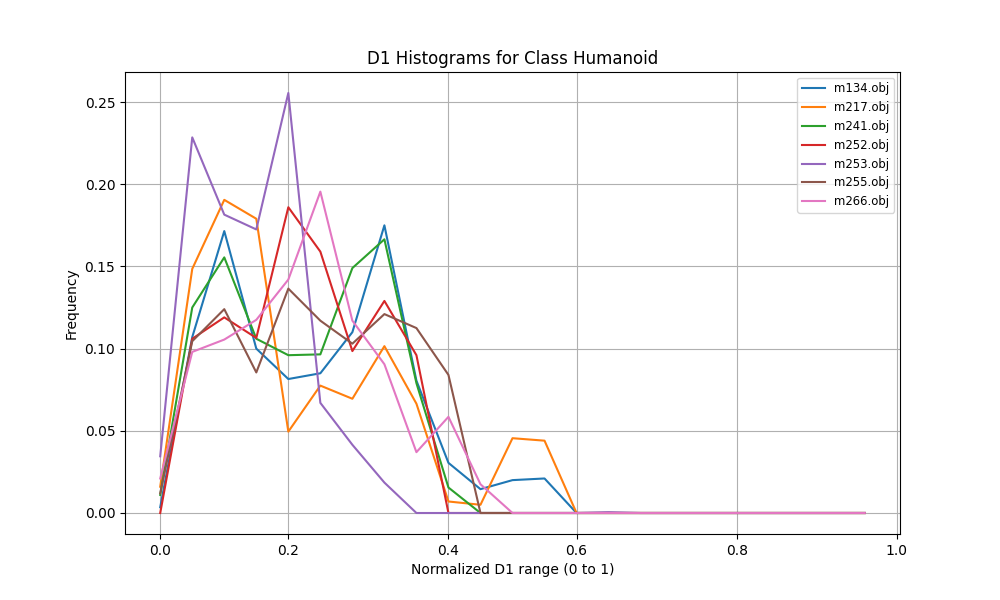 D1 Histograms for Class Humanoid
m134.obj
m217.obj
m241.obj
m252.obj
m253.obj
m255.obj
m266.obj
Frequency
0.25
0.20
0.15
0.10
0.05
0.00
0.0 0.2 0.4 0.6 0.8 1.0
Normalized D1 range (0 to 1)